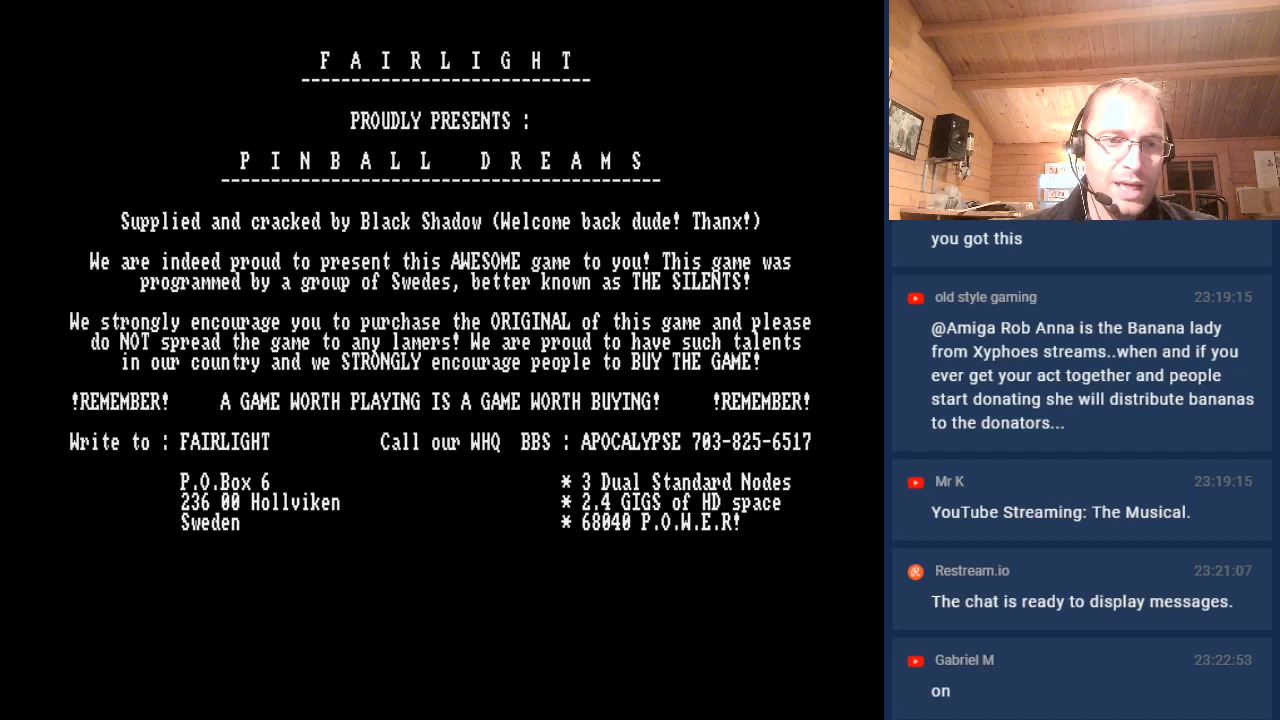 F A I R L I G H T
-----------------------------
PROUDLY PRESENTS :
P I N B A L L D R E A M S
--------------------------------------------
Supplied and cracked by Black Shadow (Welcome back dude! Thanx!)
We are indeed proud to present this AWESOME game to you! This game was
programmed by a group of Swedes, better known as THE SILENTS!
We strongly encourage you to purchase the ORIGINAL of this game and please
do NOT spread the game to any lamers! We are proud to have such talents
in our country and we STRONGLY encourage people to BUY THE GAME!
!REMEMBER! A GAME WORTH PLAYING IS A GAME WORTH BUYING! !REMEMBER!
Write to : FAIRLIGHT Call our WHQ BBS : APOCALYPSE 703-825-6517
P.O.Box 6 * 3 Dual Standard Nodes
236 00 Hollviken * 2.4 GIGS of HD space
Sweden * 68040 P.O.W.E.R!
you got this
old style gaming 23:19:15
@Amiga Rob Anna is the Banana lady
from Xyphoes streams..when and if you
ever get your act together and people
start donating she will distribute bananas
to the donators...
Mr K 23:19:15
YouTube Streaming: The Musical.
Restream.io 23:21:07
The chat is ready to display messages.
Gabriel M 23:22:53
on